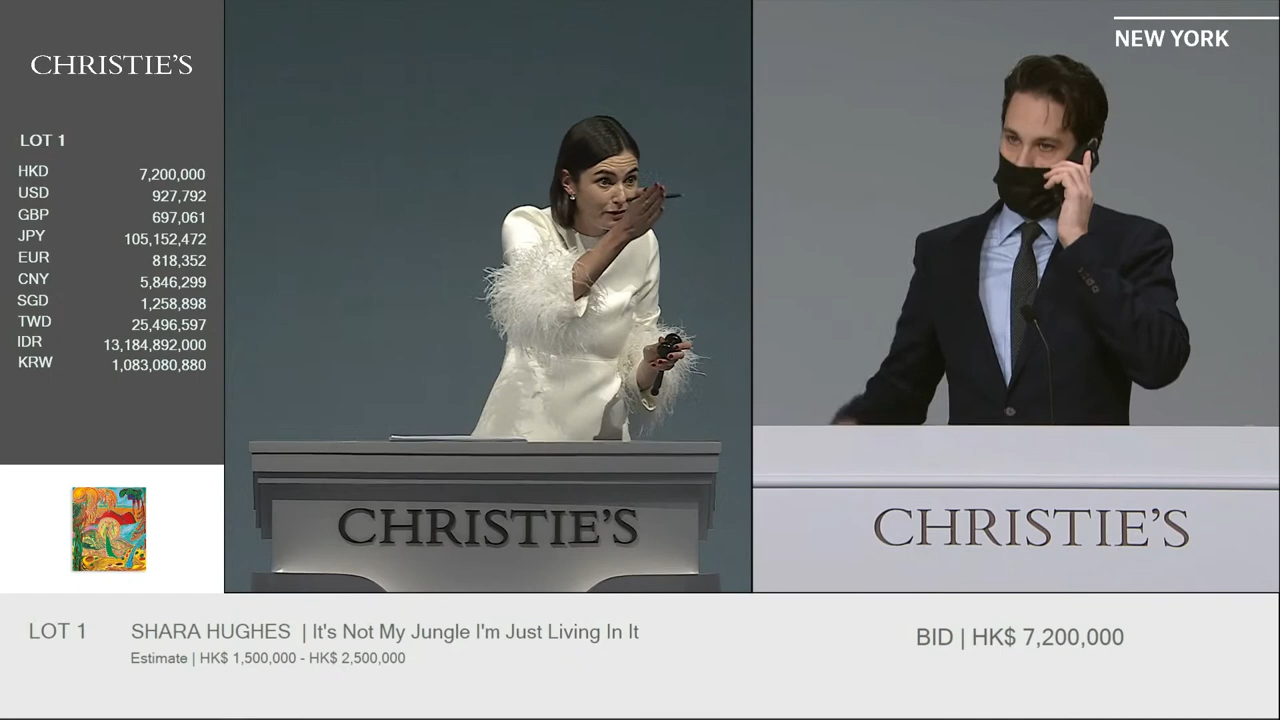 CHRISTIE'S
LOT 1
HKD 7,200,000
USD 927,792
GBP 697,061
JPY 105,152,472
EUR 818,352
CNY 5,846,299
SGD 1,258,898
TWD 25,496,597
IDR 13,184,892,000
KRW 1,083,080,880
NEW YORK
CHRISTIE'S
CHRISTIE'S
LOT 1
SHARA HUGHES | It's Not My Jungle I'm Just Living In It
Estimate | HK$ 1,500,000 - HK$ 2,500,000
BID | HK$ 7,200,000